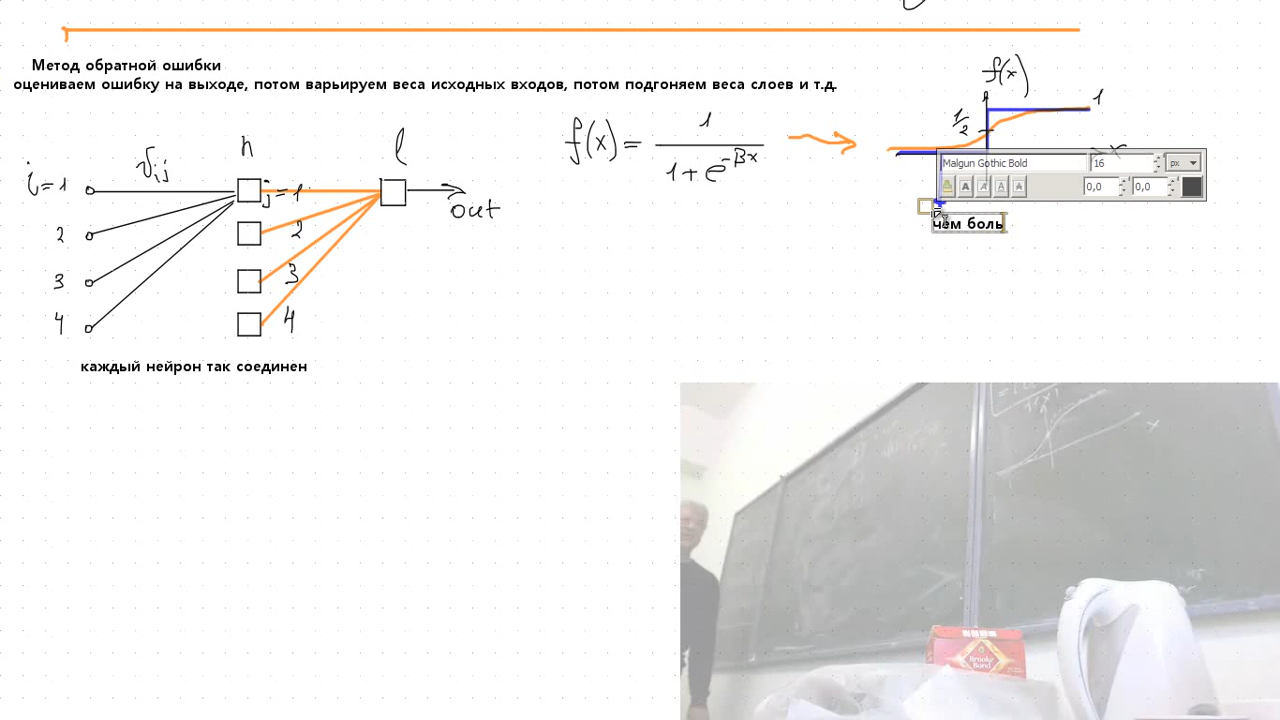 Метод обратной ошибки
оцениваем ошибку на выходе, потом варьируем веса исходных входов, потом подгоняем веса слоев и т.д.
f(x)
1
1/2
f(x) = 1 / (1 + e^-βx)
h
l
i=1
v_ij
j=1
out
2
2
3
3
4
4
каждый нейрон так соединен
Malgun Gothic Bold
16
px
A A A A
0,0
0,0
чем боль
x
Brooke
Bond